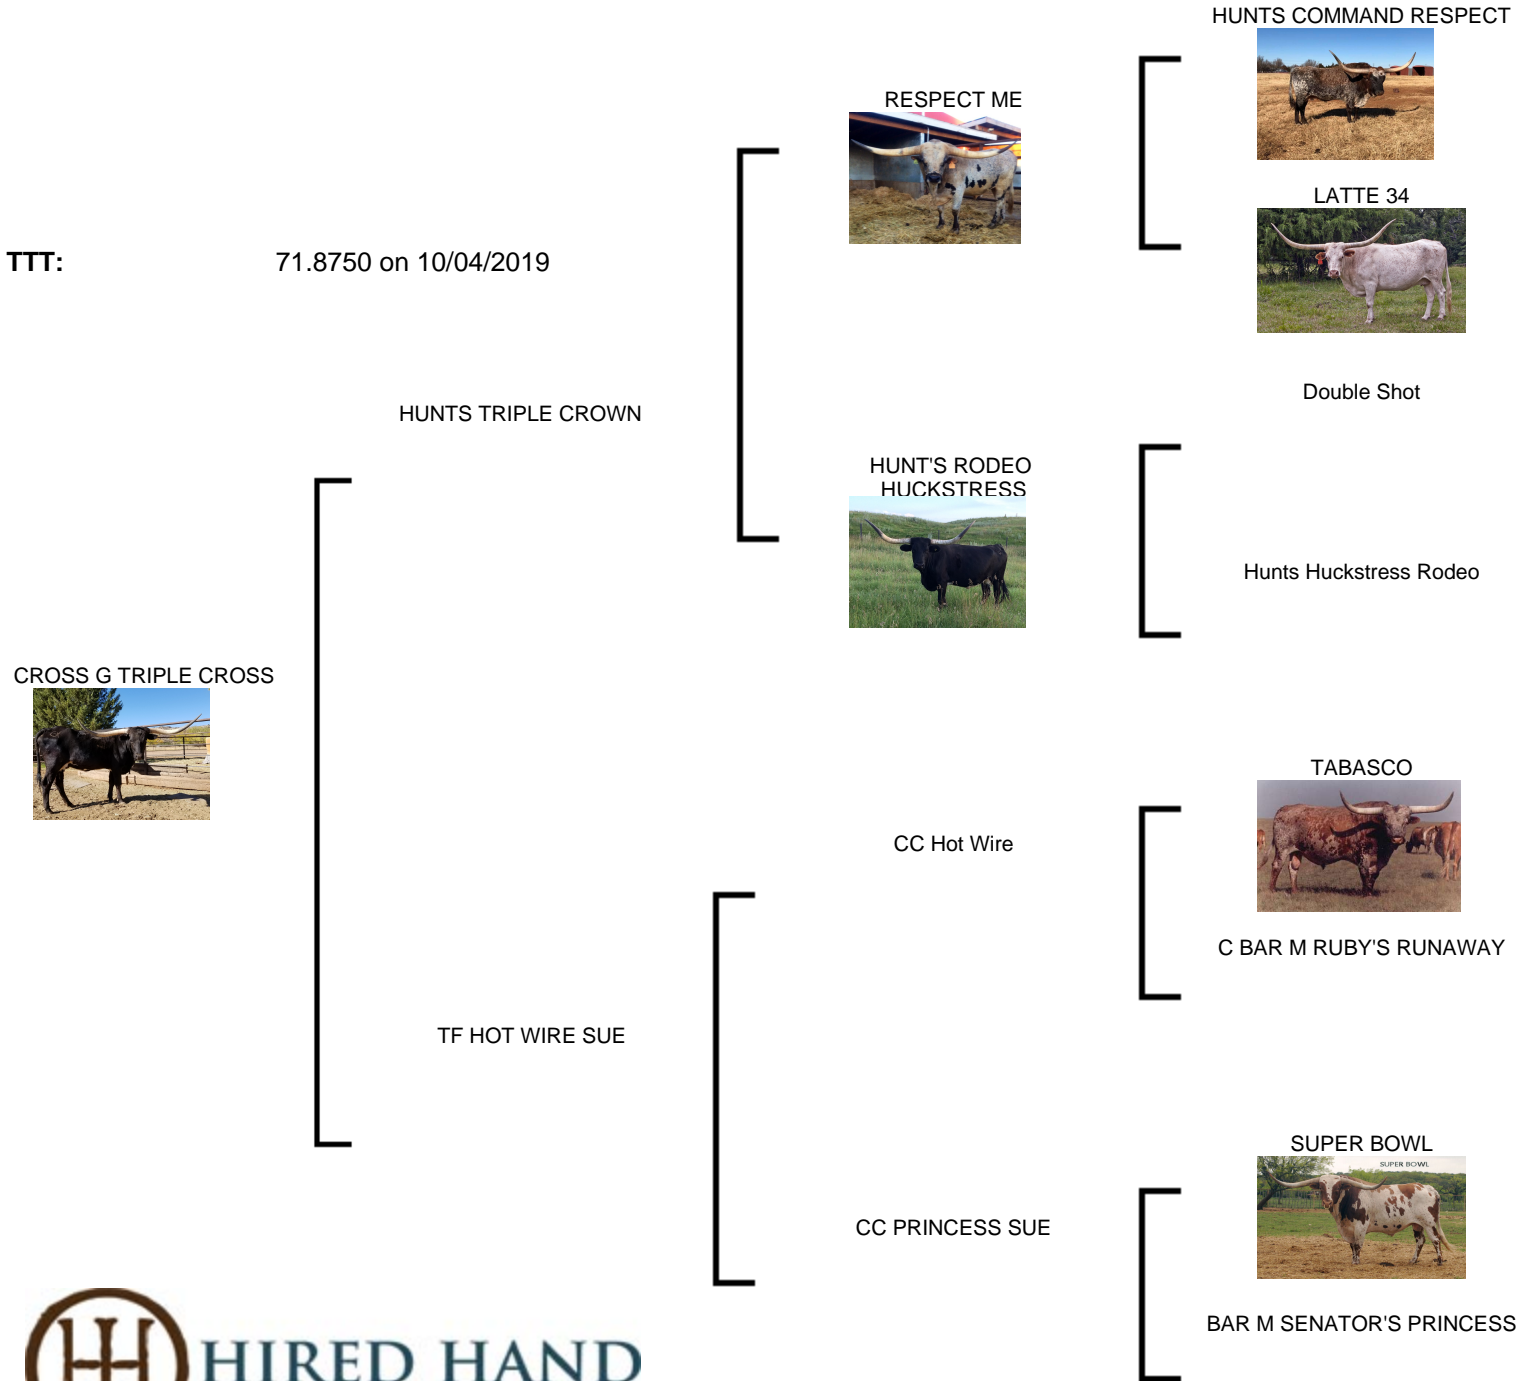 HUNTS COMMAND RESPECT
RESPECT ME
LATTE 34
TTT: 71.8750 on 10/04/2019
Double Shot
HUNTS TRIPLE CROWN
HUNT'S RODEO
HUCKSTRESS
Hunts Huckstress Rodeo
CROSS G TRIPLE CROSS
TABASCO
CC Hot Wire
C BAR M RUBY'S RUNAWAY
TF HOT WIRE SUE
SUPER BOWL
SUPER BOWL
CC PRINCESS SUE
BAR M SENATOR'S PRINCESS
HH HIRED HAND